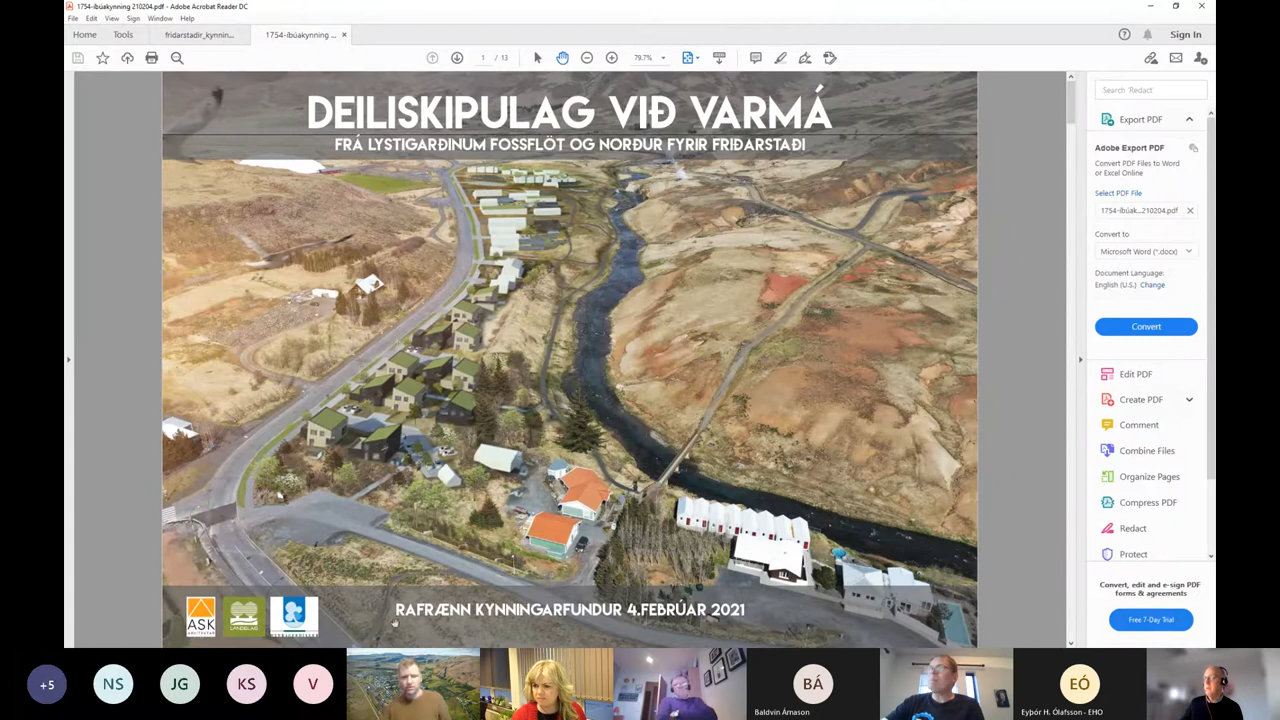 1754-íbúakynning 210204.pdf - Adobe Acrobat Reader DC
File Edit View Sign Window Help
Home Tools fridarstadir_kynnin... 1754-íbúakynning ... ×
Sign In
1 / 13
79.7%
DEILISKIPULAG VIÐ VARMÁ
FRÁ LYSTIGARÐINUM FOSSFLÖT OG NORÐUR FYRIR FRIÐARSTAÐI
RAFRÆNN KYNNINGARFUNDUR 4.FEBRÚAR 2021
ASK
ARKITEKTAR
LANDSLAG
Search 'Redact'
Export PDF
Adobe Export PDF
Convert PDF Files to Word
or Excel Online
Select PDF File
1754-íbúak...210204.pdf
Convert to
Microsoft Word (*.docx)
Document Language:
English (U.S.) Change
Convert
Edit PDF
Create PDF
Comment
Combine Files
Organize Pages
Compress PDF
Redact
Protect
Convert, edit and e-sign PDF
forms & agreements
Free 7-Day Trial
+5
NS
JG
KS
V
BÁ
Baldvin Árnason
EÓ
Eyþór H. Ólafsson - EHO